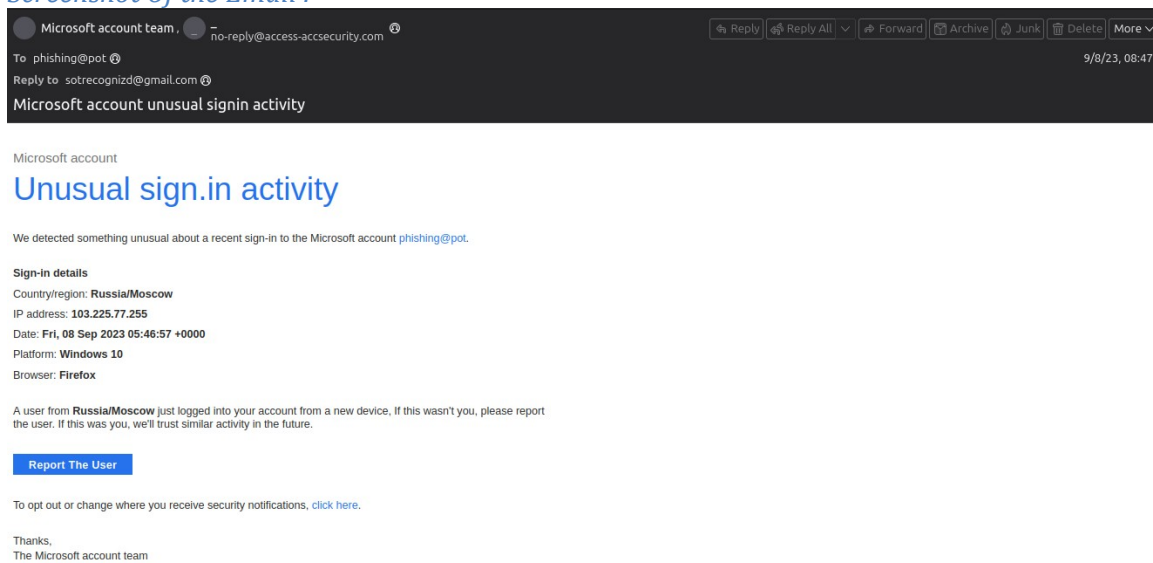 Screenshot of the Email :
Microsoft account team , _ – no-reply@access-accsecurity.com Reply Reply All Forward Archive Junk Delete More
To phishing@pot 9/8/23, 08:47
Reply to sotrecognizd@gmail.com
Microsoft account unusual signin activity
Microsoft account
Unusual sign.in activity
We detected something unusual about a recent sign-in to the Microsoft account phishing@pot.
Sign-in details
Country/region: Russia/Moscow
IP address: 103.225.77.255
Date: Fri, 08 Sep 2023 05:46:57 +0000
Platform: Windows 10
Browser: Firefox
A user from Russia/Moscow just logged into your account from a new device, If this wasn't you, please report
the user. If this was you, we'll trust similar activity in the future.
Report The User
To opt out or change where you receive security notifications, click here.
Thanks,
The Microsoft account team